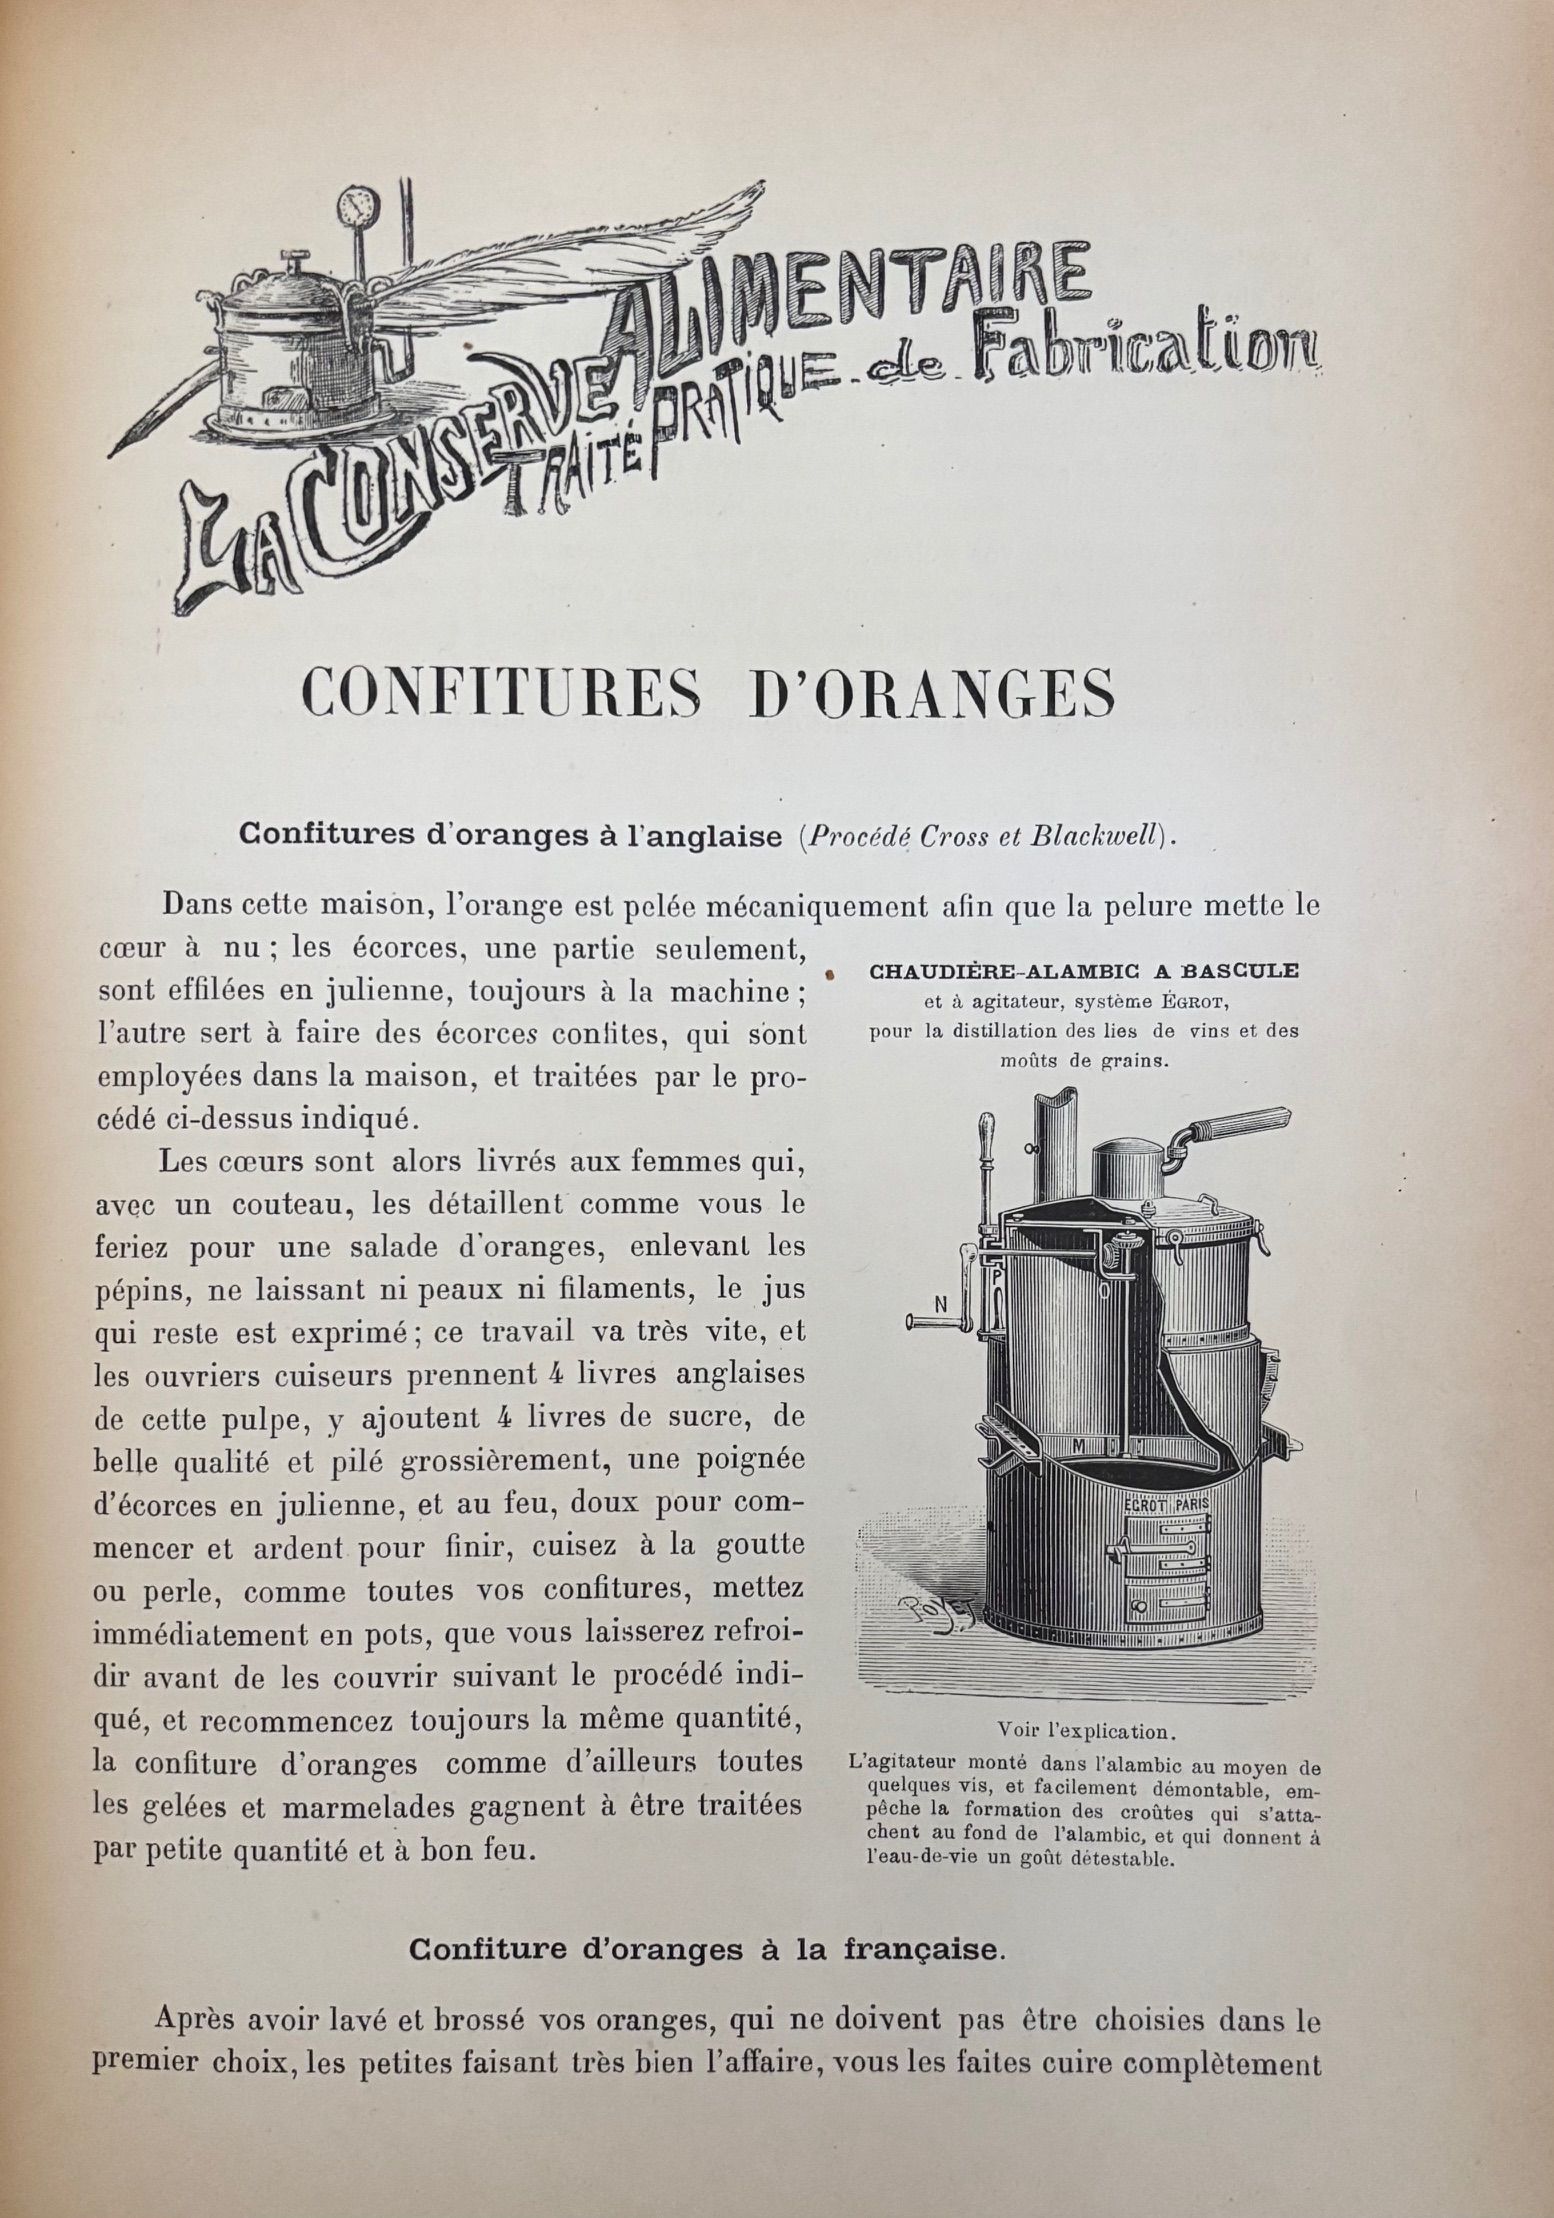 LA CONSERVE ALIMENTAIRE
TRAITÉ PRATIQUE de Fabrication
CONFITURES D'ORANGES
Confitures d'oranges à l'anglaise (Procédé Cross et Blackwell).
Dans cette maison, l'orange est pelée mécaniquement afin que la pelure mette le
cœur à nu ; les écorces, une partie seulement,
sont effilées en julienne, toujours à la machine ;
l'autre sert à faire des écorces confites, qui sont
employées dans la maison, et traitées par le pro-
cédé ci-dessus indiqué.
Les cœurs sont alors livrés aux femmes qui,
avec un couteau, les détaillent comme vous le
feriez pour une salade d'oranges, enlevant les
pépins, ne laissant ni peaux ni filaments, le jus
qui reste est exprimé ; ce travail va très vite, et
les ouvriers cuiseurs prennent 4 livres anglaises
de cette pulpe, y ajoutent 4 livres de sucre, de
belle qualité et pilé grossièrement, une poignée
d'écorces en julienne, et au feu, doux pour com-
mencer et ardent pour finir, cuisez à la goutte
ou perle, comme toutes vos confitures, mettez
immédiatement en pots, que vous laisserez refroi-
dir avant de les couvrir suivant le procédé indi-
qué, et recommencez toujours la même quantité,
la confiture d'oranges comme d'ailleurs toutes
les gelées et marmelades gagnent à être traitées
par petite quantité et à bon feu.
CHAUDIÈRE-ALAMBIC A BASCULE
et à agitateur, système ÉGROT,
pour la distillation des lies de vins et des
moûts de grains.
P
O
N
M
EGROT PARIS
POYET
Voir l'explication.
L'agitateur monté dans l'alambic au moyen de
quelques vis, et facilement démontable, em-
pêche la formation des croûtes qui s'atta-
chent au fond de l'alambic, et qui donnent à
l'eau-de-vie un goût détestable.
Confiture d'oranges à la française.
Après avoir lavé et brossé vos oranges, qui ne doivent pas être choisies dans le
premier choix, les petites faisant très bien l'affaire, vous les faites cuire complètement